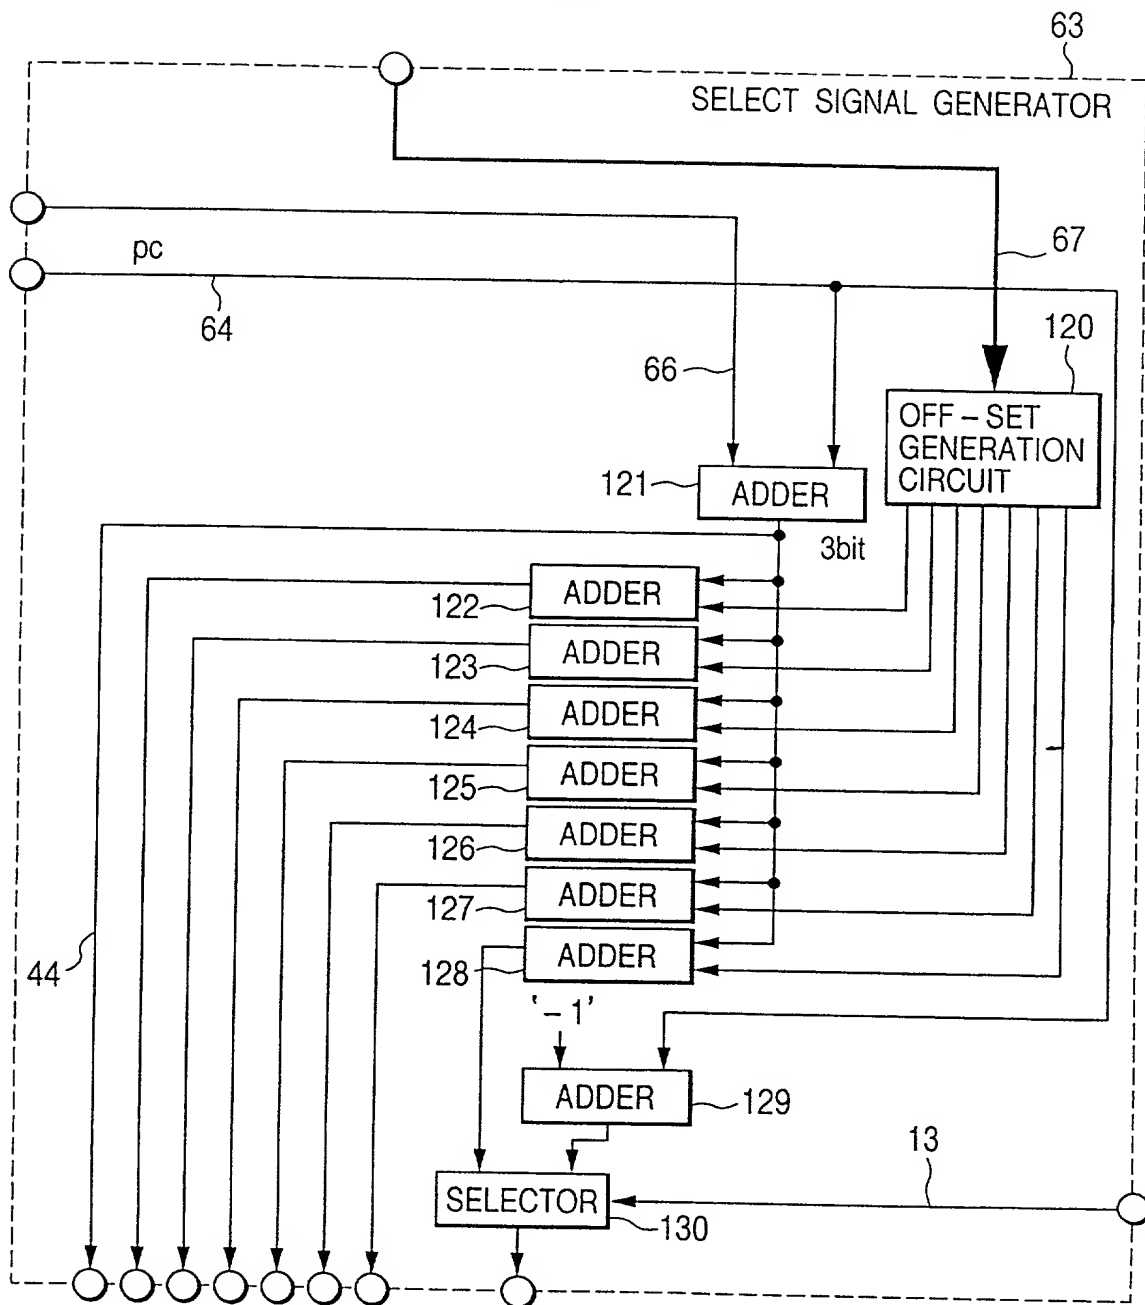 63
SELECT SIGNAL GENERATOR
pc
67
64
120
66
OFF-SET
GENERATION
CIRCUIT
121
ADDER
3bit
ADDER
122
ADDER
123
ADDER
124
ADDER
125
ADDER
126
ADDER
127
44
ADDER
128
'-1'
ADDER
129
13
SELECTOR
130